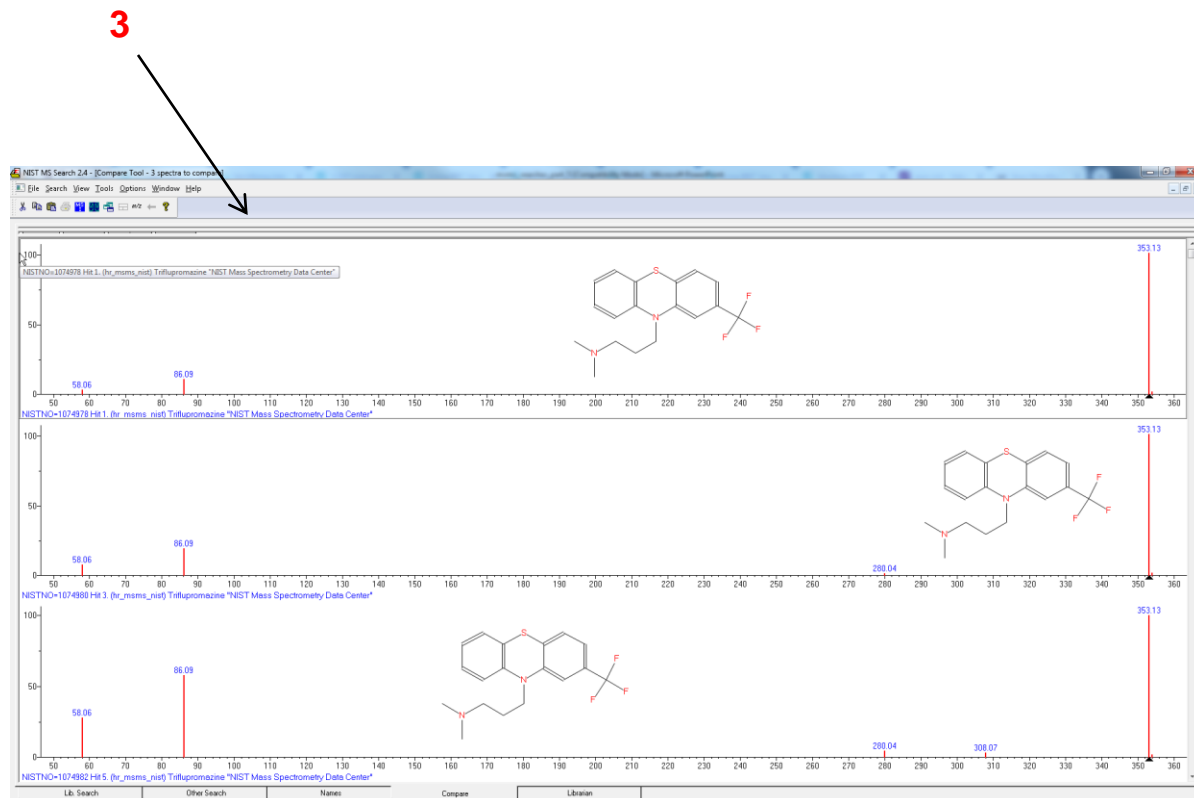 3
NIST MS Search 2.4 - [Compare Tool - 3 spectra to compare]
File Search View Tools Options Window Help
m/z
353.13
100
NISTNO=1074978 Hit 1. (hr_msms_nist) Triflupromazine "NIST Mass Spectrometry Data Center"
S
F
50
N
F
F
N
86.09
58.06
0
50 60 70 80 90 100 110 120 130 140 150 160 170 180 190 200 210 220 230 240 250 260 270 280 290 300 310 320 330 340 350 360
NISTNO=1074978 Hit 1. (hr_msms_nist) Triflupromazine "NIST Mass Spectrometry Data Center"
353.13
100
S
F
50
N
F
F
N
86.09
58.06
280.04
0
50 60 70 80 90 100 110 120 130 140 150 160 170 180 190 200 210 220 230 240 250 260 270 280 290 300 310 320 330 340 350 360
NISTNO=1074980 Hit 3. (hr_msms_nist) Triflupromazine "NIST Mass Spectrometry Data Center"
353.13
100
S
F
86.09
50
N
F
F
N
58.06
280.04 308.07
0
50 60 70 80 90 100 110 120 130 140 150 160 170 180 190 200 210 220 230 240 250 260 270 280 290 300 310 320 330 340 350 360
NISTNO=1074982 Hit 5. (hr_msms_nist) Triflupromazine "NIST Mass Spectrometry Data Center"
Lib. Search Other Search Names Compare Librarian